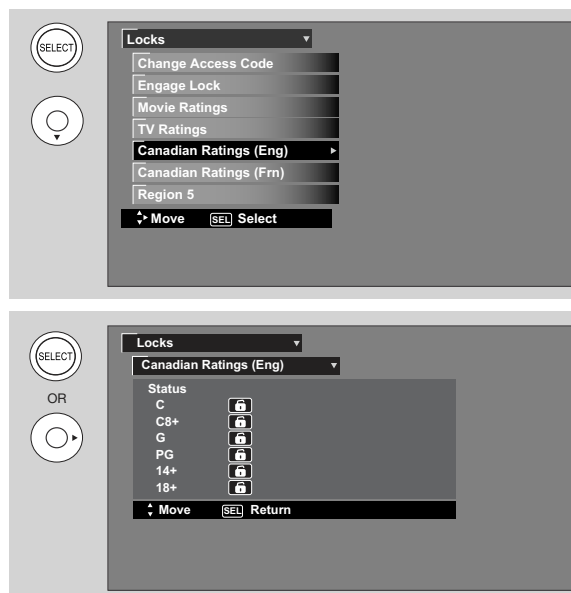 SELECT
Locks
Change Access Code
Engage Lock
Movie Ratings
TV Ratings
Canadian Ratings (Eng)
Canadian Ratings (Frn)
Region 5
Move SEL Select
SELECT
OR
Locks
Canadian Ratings (Eng)
Status
C
C8+
G
PG
14+
18+
Move SEL Return